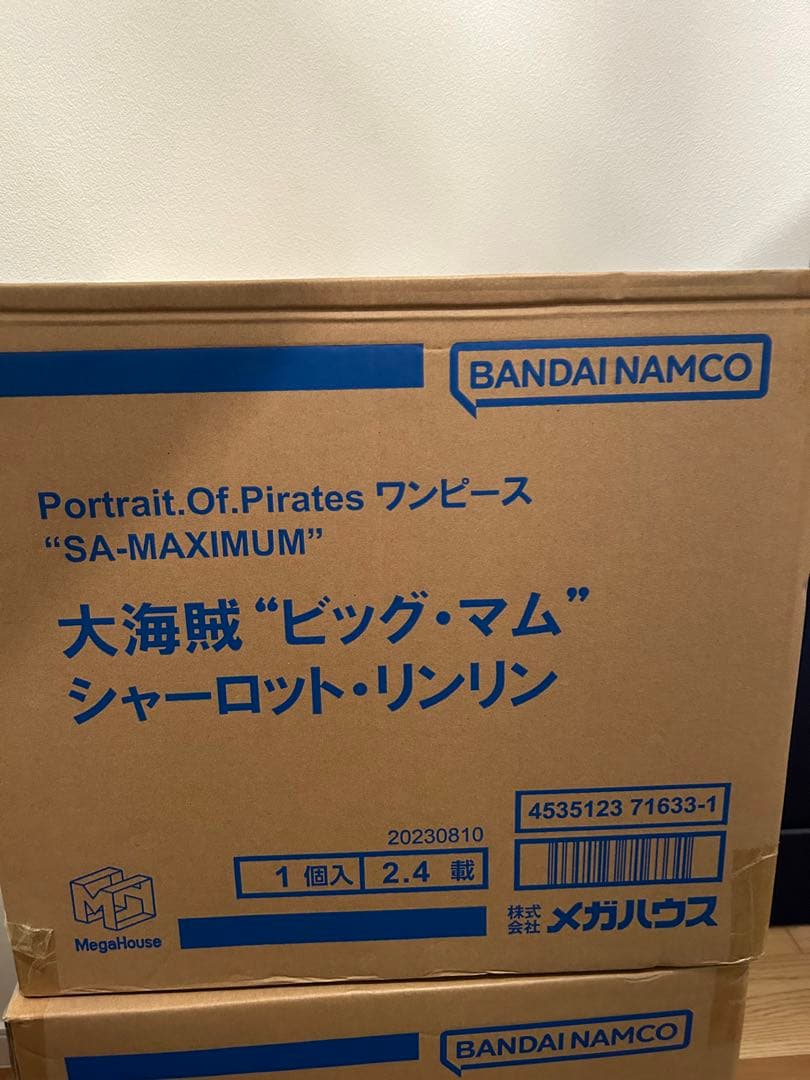 BANDAI NAMCO
Portrait.Of.Pirates ワンピース
“SA-MAXIMUM”
大海賊“ビッグ・マム”
シャーロット・リンリン
4535123 71633-1
20230810
1 個入 2.4 載
MegaHouse
株式会社 メガハウス
BANDAI NAMCO